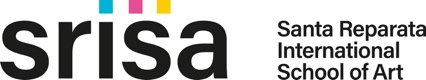 srisa
Santa Reparata
International
School of Art